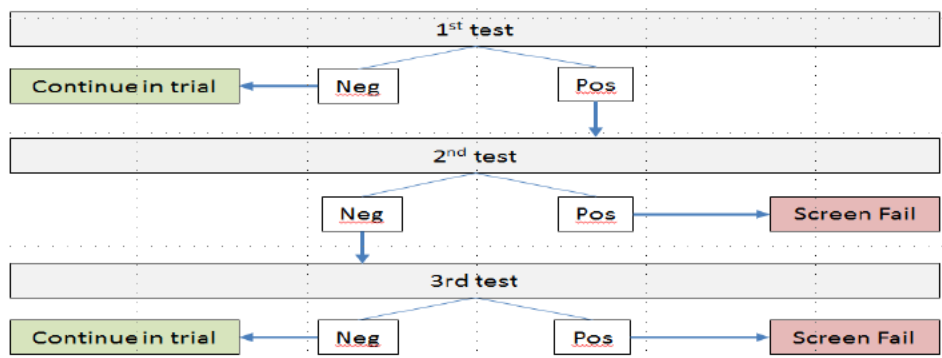 1st test
Continue in trial Neg Pos
2nd test
Neg Pos Screen Fail
3rd test
Continue in trial Neg Pos Screen Fail